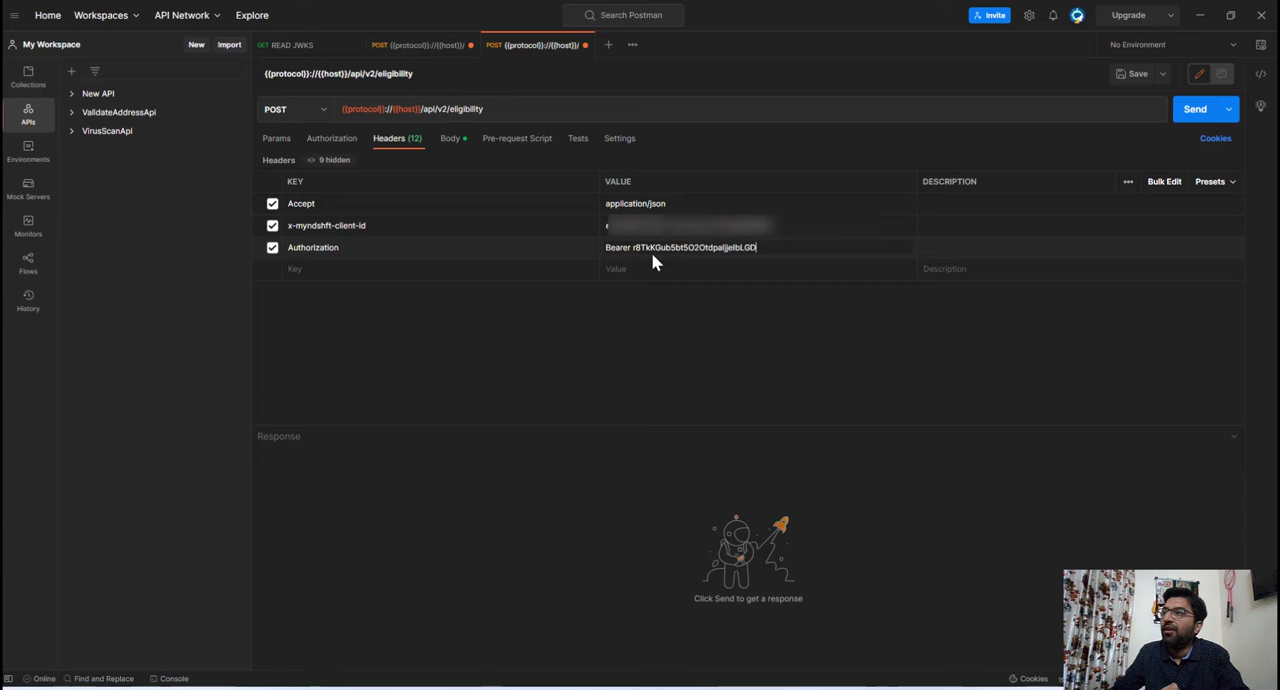 Home Workspaces API Network Explore Search Postman Invite Upgrade
My Workspace New Import GET READ JWKS POST {{protocol}}://{{host}}/ POST {{protocol}}://{{host}}/ No Environment
Collections
APIs
Environments
Mock Servers
Monitors
Flows
History
New API
ValidateAddressApi
VirusScanApi
{{protocol}}://{{host}}/api/v2/eligibility Save
POST {{protocol}}://{{host}}/api/v2/eligibility Send
Params Authorization Headers (12) Body Pre-request Script Tests Settings Cookies
Headers 9 hidden
KEY VALUE DESCRIPTION Bulk Edit Presets
Accept application/json
x-myndshft-client-id e
Authorization Bearer
Key Value Description
Response
Click Send to get a response
Online Find and Replace Console Cookies